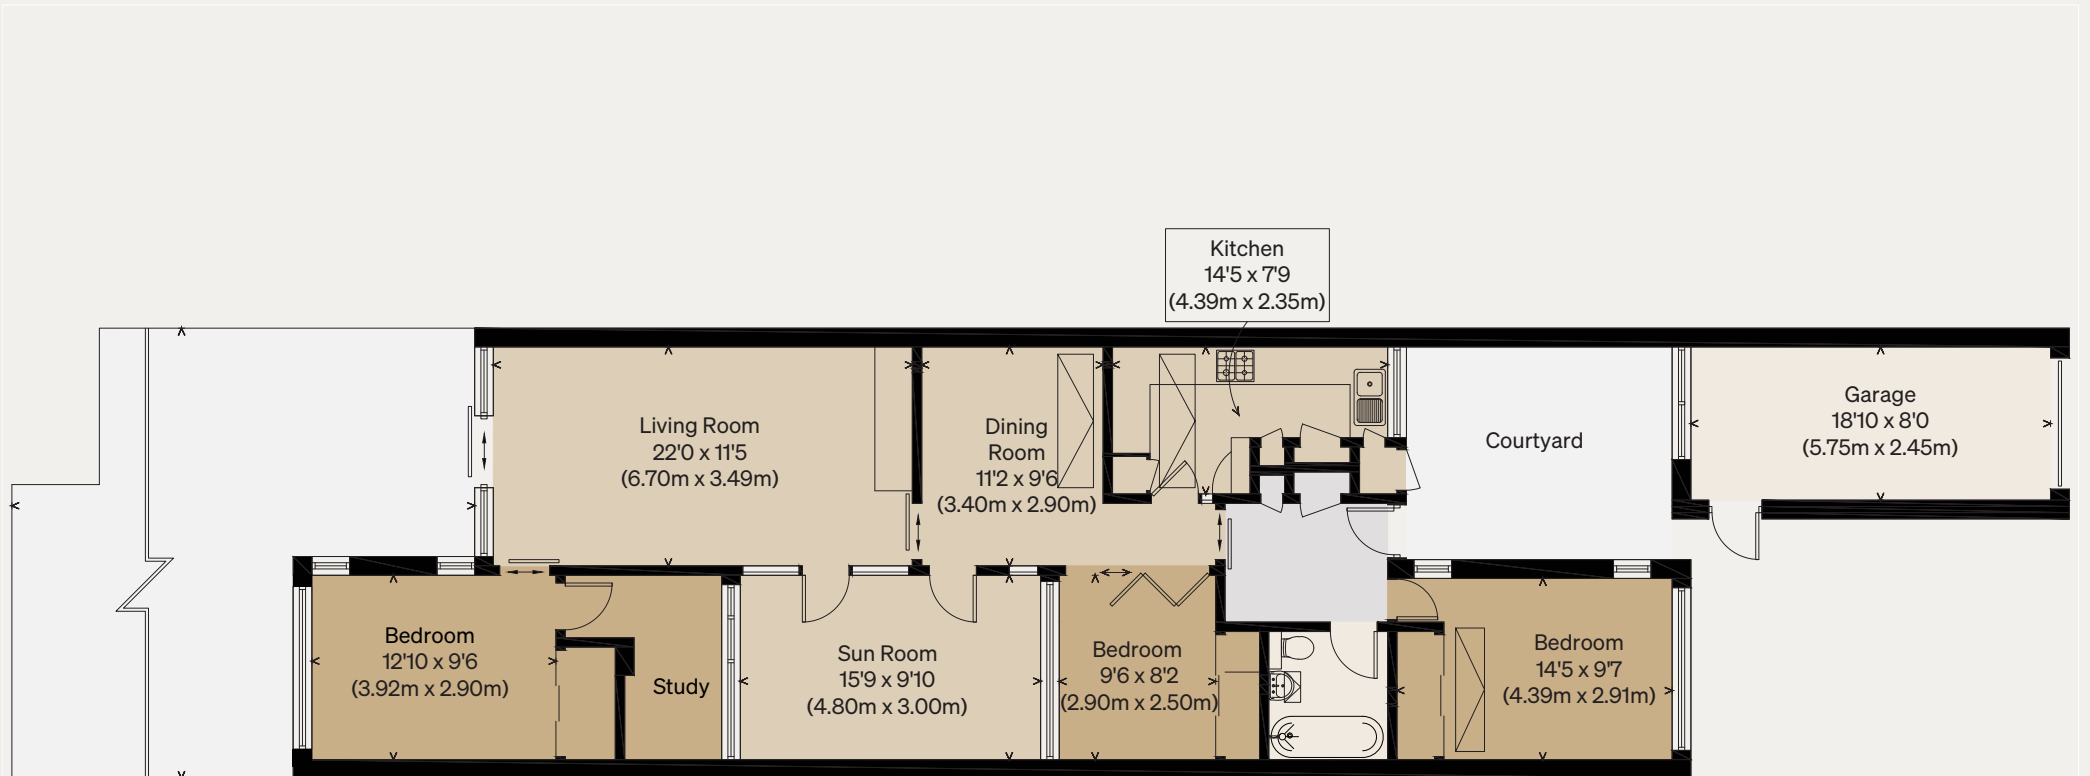 Kitchen
14'5 x 7'9
(4.39m x 2.35m)
Living Room
22'0 x 11'5
(6.70m x 3.49m)
Dining
Room
11'2 x 9'6
(3.40m x 2.90m)
Courtyard
Garage
18'10 x 8'0
(5.75m x 2.45m)
Bedroom
12'10 x 9'6
(3.92m x 2.90m)
Study
Sun Room
15'9 x 9'10
(4.80m x 3.00m)
Bedroom
9'6 x 8'2
(2.90m x 2.50m)
Bedroom
14'5 x 9'7
(4.39m x 2.91m)